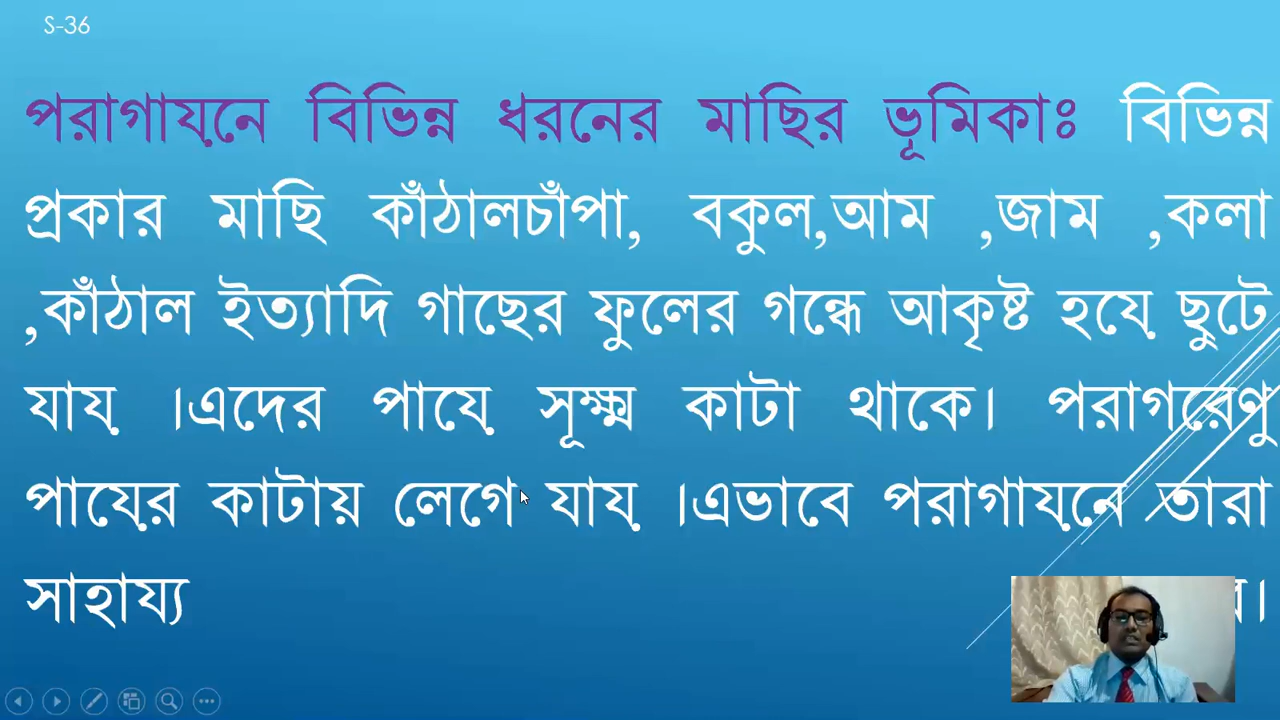 S-36
পরাগায়নে বিভিন্ন ধরনের মাছির ভূমিকাঃ বিভিন্ন
প্রকার মাছি কাঁঠালচাঁপা, বকুল,আম ,জাম ,কলা
,কাঁঠাল ইত্যাদি গাছের ফুলের গন্ধে আকৃষ্ট হয়ে ছুটে
যায় ।এদের পায়ে সূক্ষ্ম কাটা থাকে। পরাগরেণু
পায়ের কাটায় লেগে যায় ।এভাবে পরাগায়নে তারা
সাহায্য